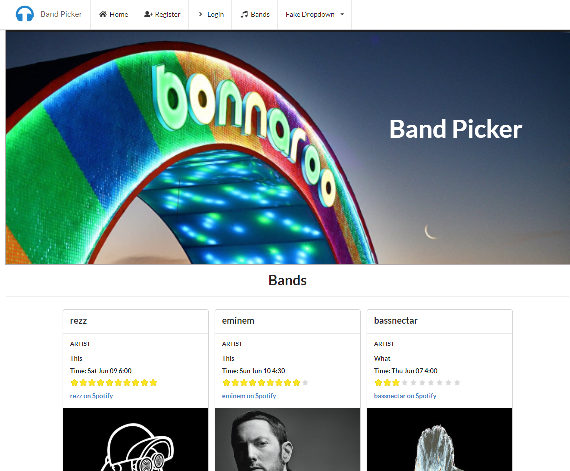 Band Picker Home Register Login Bands Fake Dropdown
bonnaroo
Band Picker
Bands
rezz eminem bassnectar
ARTIST ARTIST ARTIST
This This What
Time: Sat Jun 09 6:00 Time: Sun Jun 10 4:30 Time: Thu Jun 07 4:00
rezz on Spotify eminem on Spotify bassnectar on Spotify